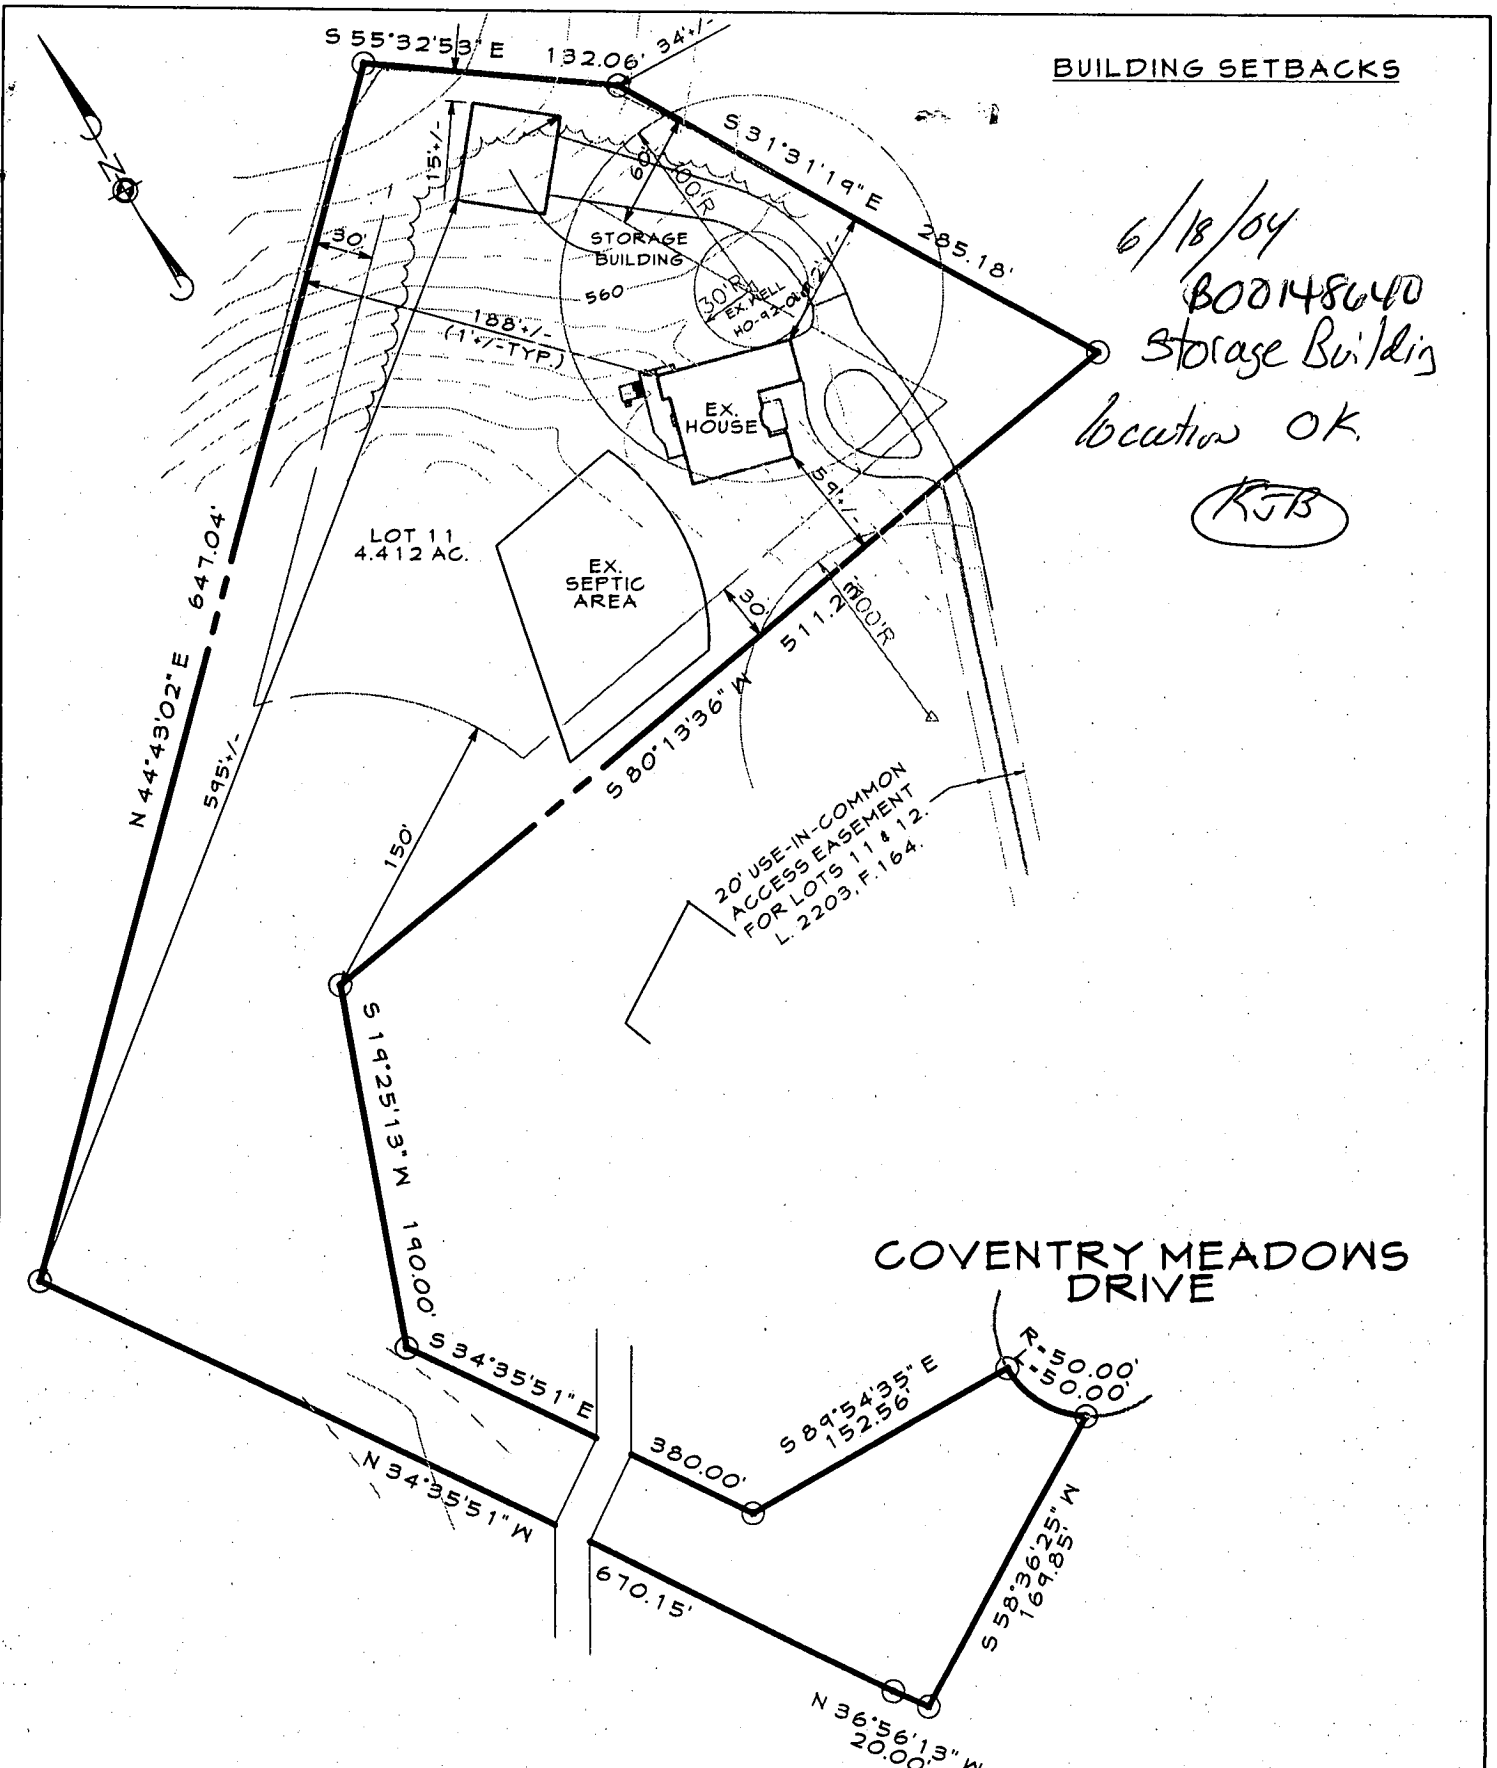 S 55°32'53" E 132.06'
34'+/-
BUILDING SETBACKS
S 31°31'19" E
285.18'
15'+/-
60'
100'R
N
30'
STORAGE
BUILDING
560
188'+/-
(1'+/-TYP.)
30'R
EX. WELL
6/18/04
B00148640
Storage Buildin
location OK.
KJB
EX.
HOUSE
59'+/-
LOT 11
4.412 AC.
EX.
SEPTIC
AREA
30'
N 44°43'02" E 647.04'
595'+/-
150'
S 80°13'36" W
20' USE-IN-COMMON
ACCESS EASEMENT
FOR LOTS 11 & 12.
L. 2203, F. 164.
S 19°25'13" W 190.00'
COVENTRY MEADOWS
DRIVE
R=50.00'
L=50.00'
S 34°35'51" E
380.00'
S 89°54'35" E
152.56'
N 34°35'51" W
670.15'
S 58°36'25" W
169.85'
N 36°56'13" W
20.00'